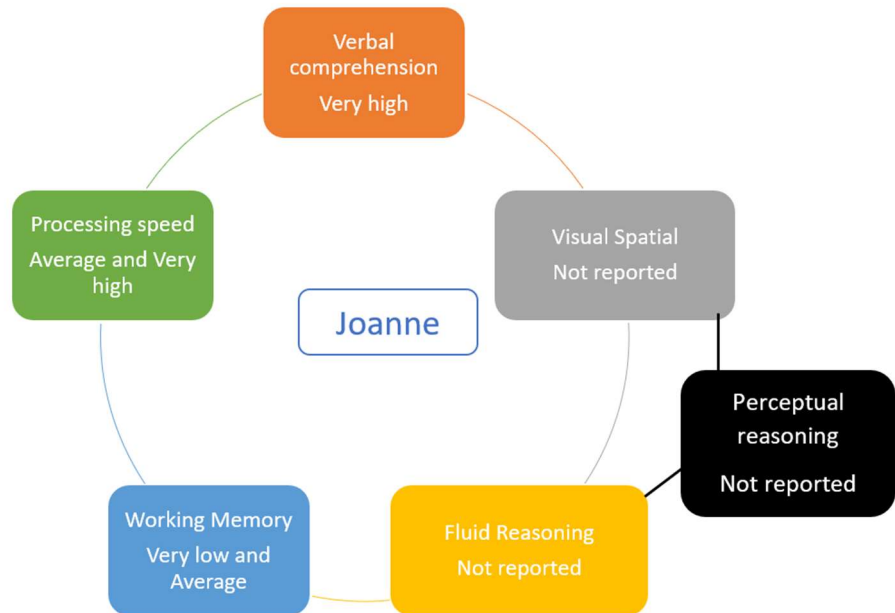 Verbal
comprehension
Very high
Processing speed
Average and Very
high
Visual Spatial
Not reported
Joanne
Perceptual
reasoning
Not reported
Working Memory
Very low and
Average
Fluid Reasoning
Not reported